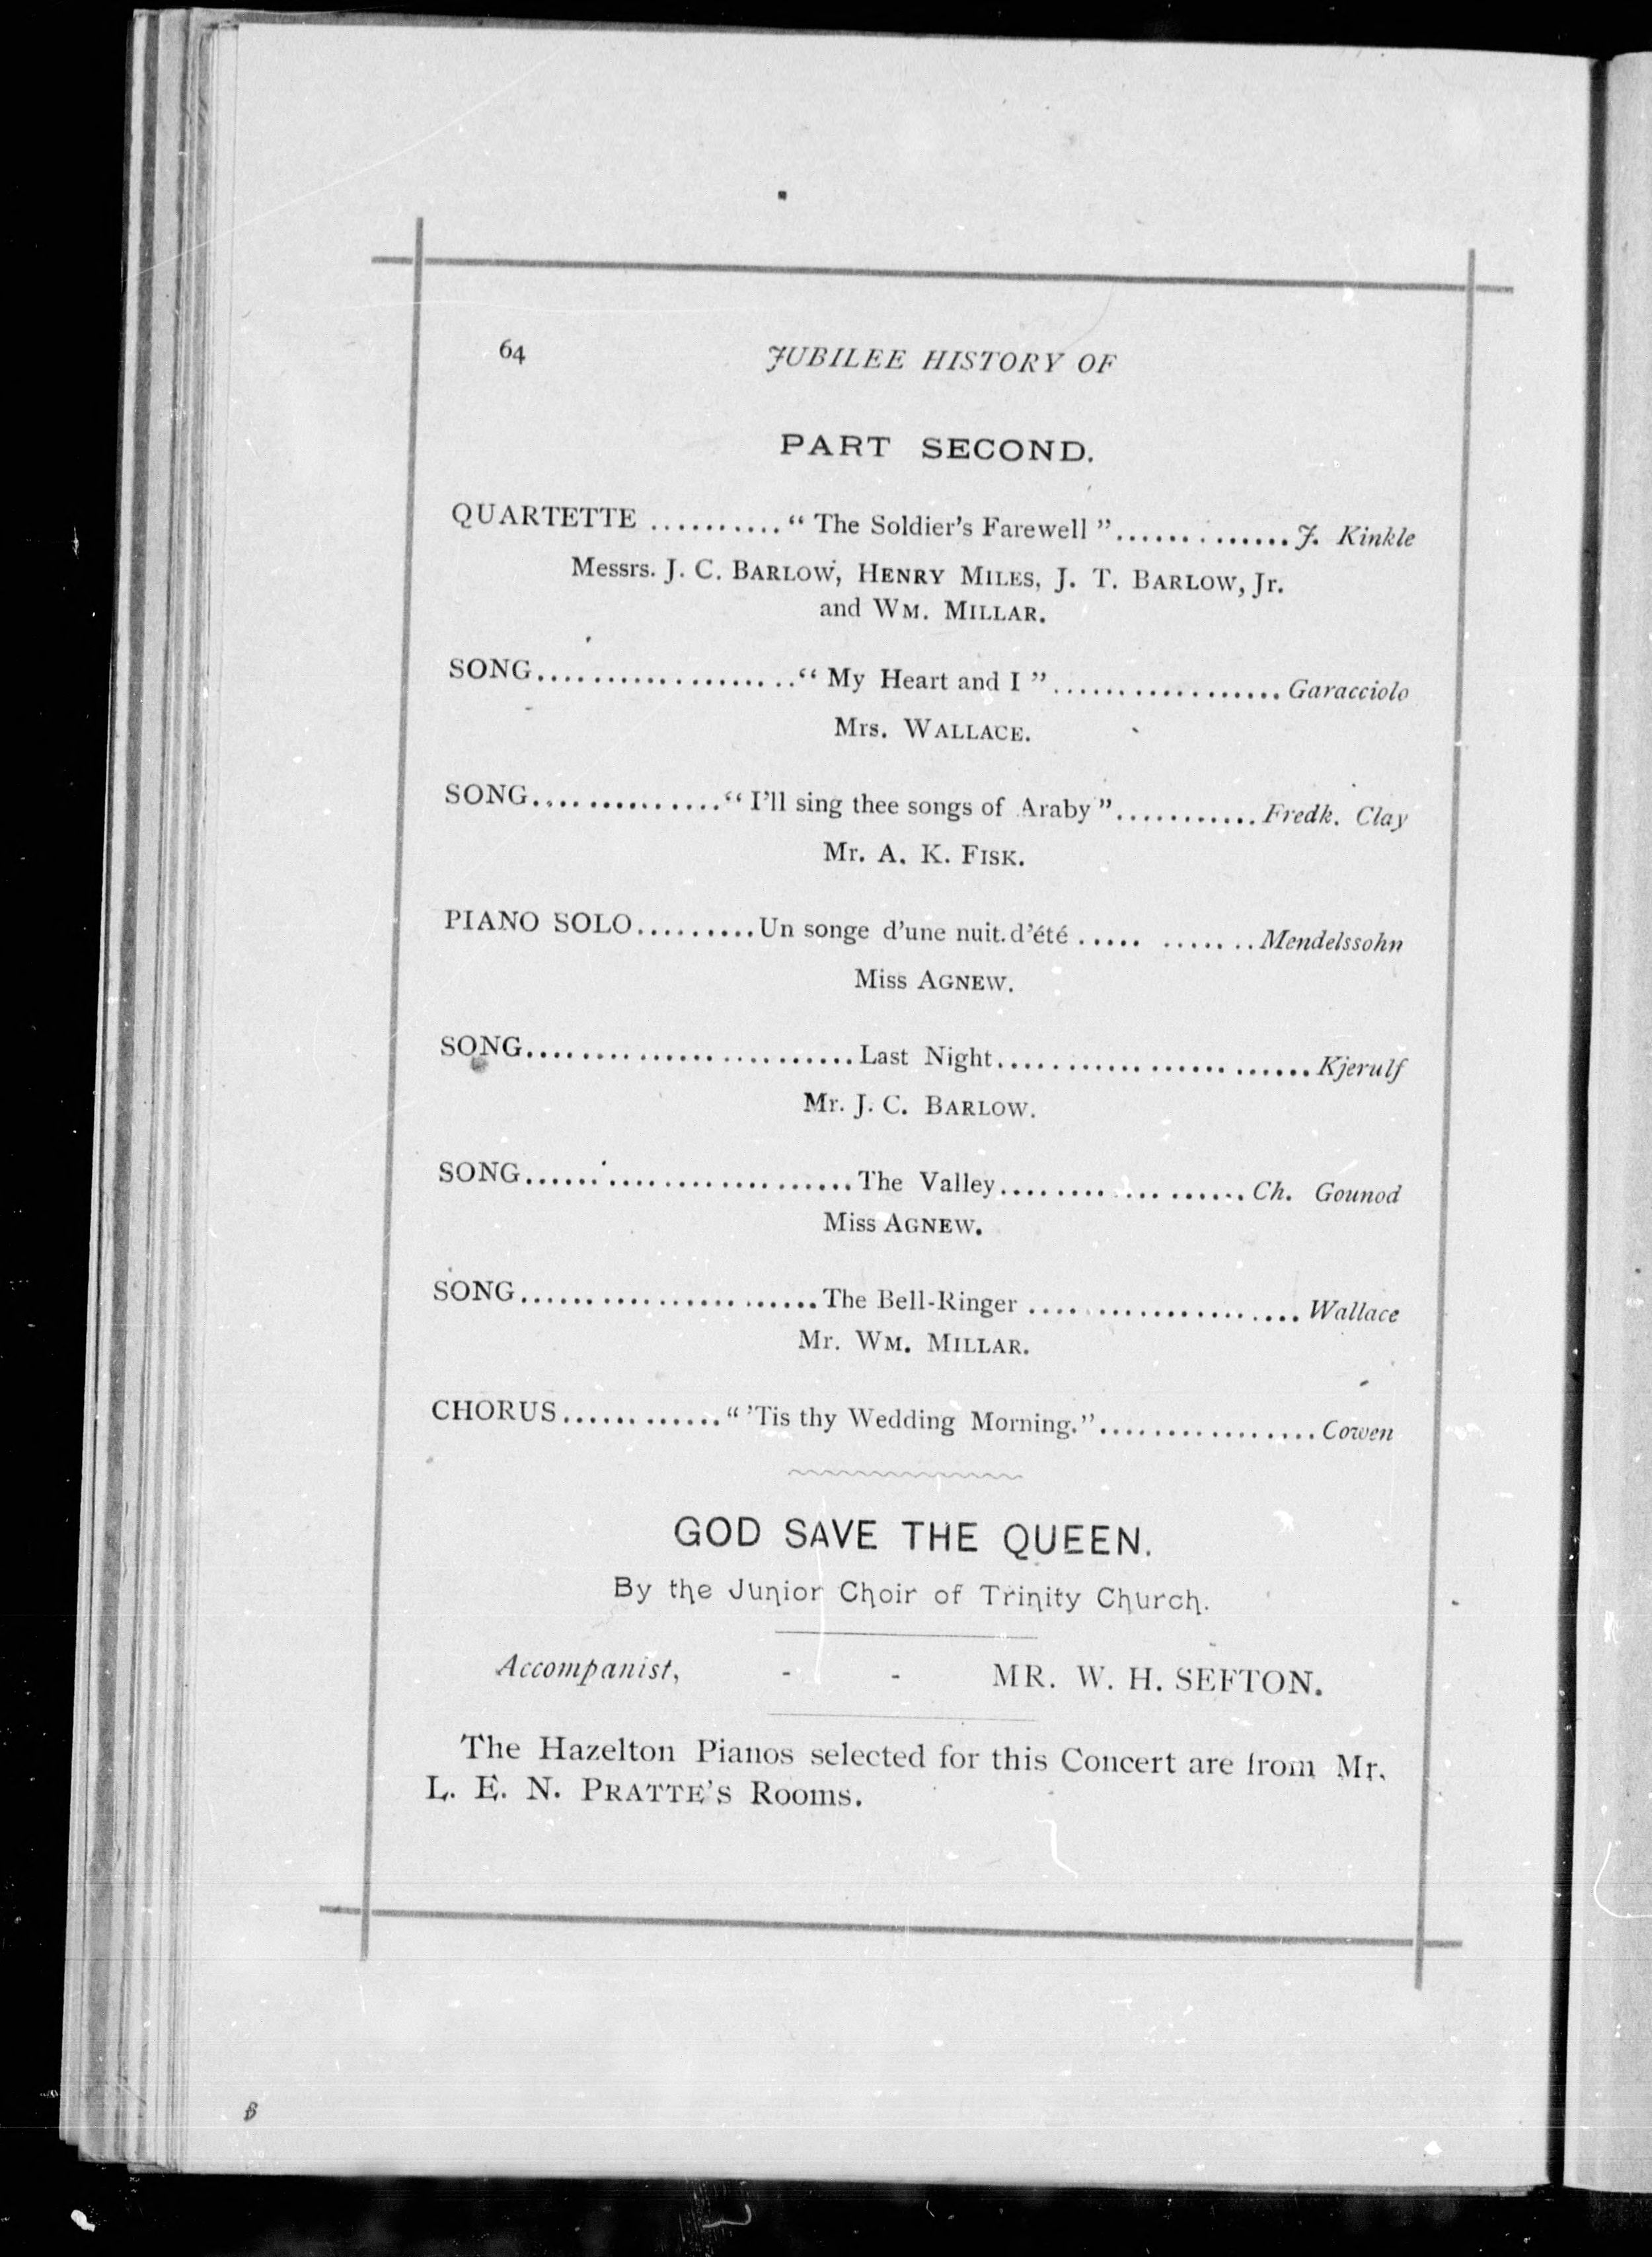 64 JUBILEE HISTORY OF
PART SECOND.
QUARTETTE .......... “ The Soldier’s Farewell ” ............. J. Kinkle
Messrs. J. C. BARLOW, HENRY MILES, J. T. BARLOW, Jr.
and WM. MILLAR.
SONG ................... “ My Heart and I ” ................. Garacciolo
Mrs. WALLACE.
SONG .............. “ I’ll sing thee songs of Araby ” ........... Fredk. Clay
Mr. A. K. FISK.
PIANO SOLO ......... Un songe d’une nuit d’été ..... ....... Mendelssohn
Miss AGNEW.
SONG ........................ Last Night ....................... Kjerulf
Mr. J. C. BARLOW.
SONG ........................ The Valley .................. Ch. Gounod
Miss AGNEW.
SONG ...................... The Bell-Ringer .................... Wallace
Mr. WM. MILLAR.
CHORUS ............ “ ’Tis thy Wedding Morning.” ................ Cowen
GOD SAVE THE QUEEN.
By the Junior Choir of Trinity Church.
Accompanist, - - MR. W. H. SEFTON.
The Hazelton Pianos selected for this Concert are from Mr.
L. E. N. PRATTE’S Rooms.